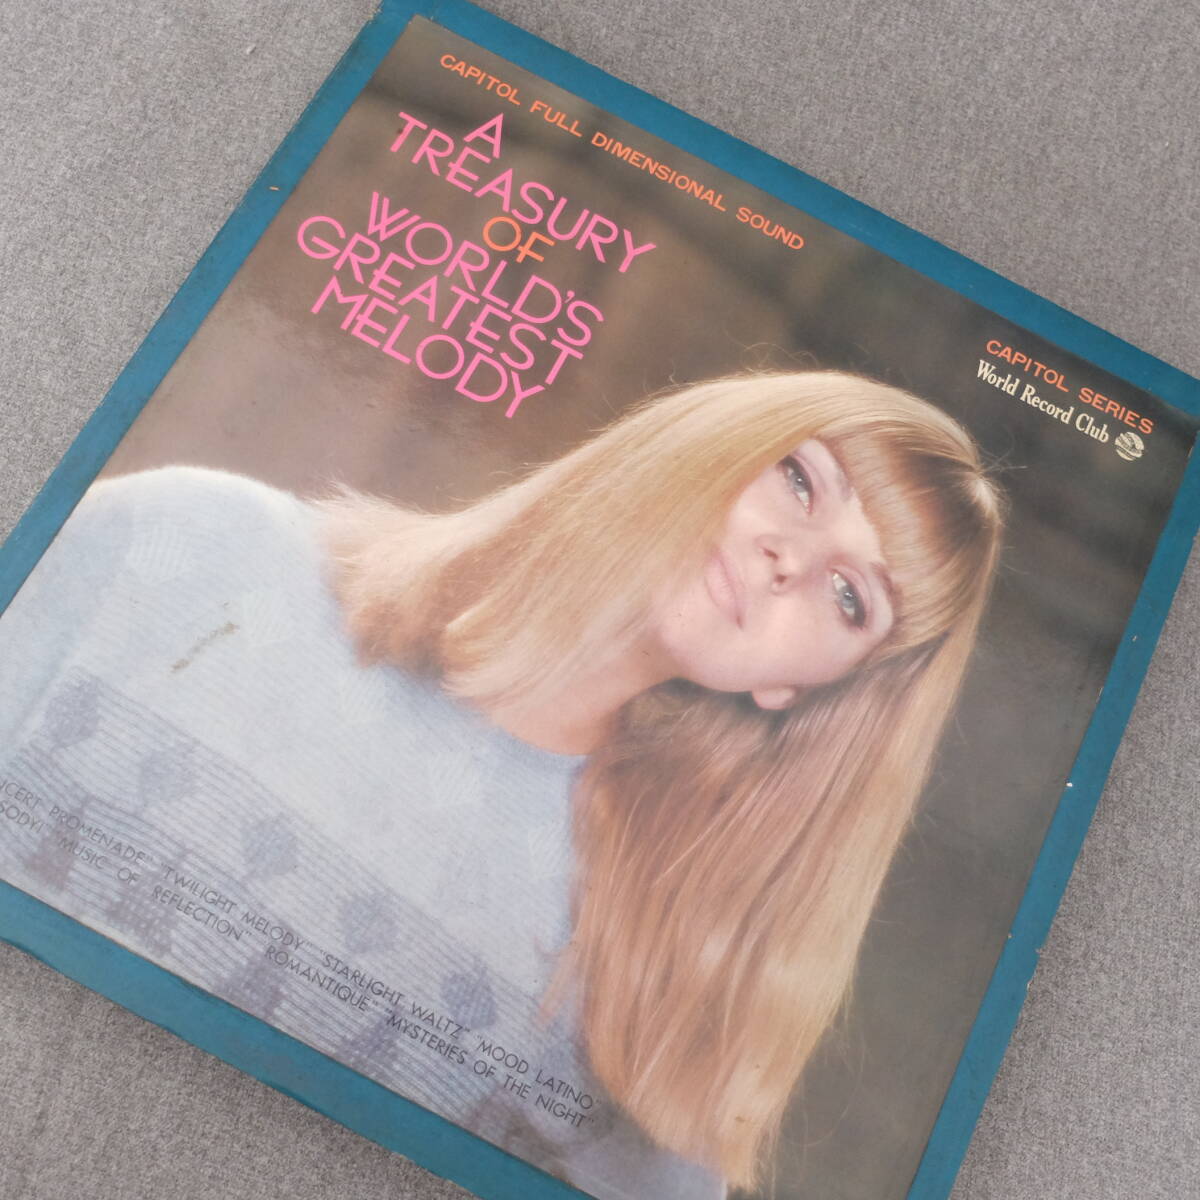 CAPITOL FULL DIMENSIONAL SOUND
A
TREASURY
OF
WORLD'S
GREATEST
MELODY
CAPITOL SERIES
World Record Club
PROMENADE" "TWILIGHT MELODY" "STARLIGHT WALTZ" "MOOD LATINO"
MUSIC OF REFLECTION" ROMANTIQUE" "MYSTERIES OF THE NIGHT"